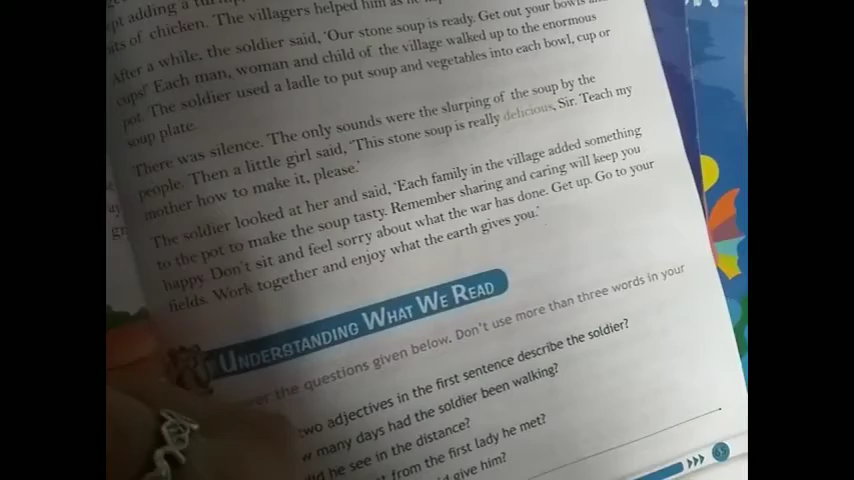 pt adding a
ts of chicken. The villagers helped him as he
After a while, the soldier said, 'Our stone soup is ready. Get out your bowls
cups!' Each man, woman and child of the village walked up to the enormous
pot. The soldier used a ladle to put soup and vegetables into each bowl, cup or
soup plate.
There was silence. The only sounds were the slurping of the soup by the
people. Then a little girl said, 'This stone soup is really delicious, Sir. Teach my
mother how to make it, please.'
The soldier looked at her and said, 'Each family in the village added something
to the pot to make the soup tasty. Remember sharing and caring will keep you
happy. Don't sit and feel sorry about what the war has done. Get up. Go to your
fields. Work together and enjoy what the earth gives you.'
UNDERSTANDING WHAT WE READ
er the questions given below. Don't use more than three words in your
two adjectives in the first sentence describe the soldier?
w many days had the soldier been walking?
he see in the distance?
from the first lady he met?
give him?